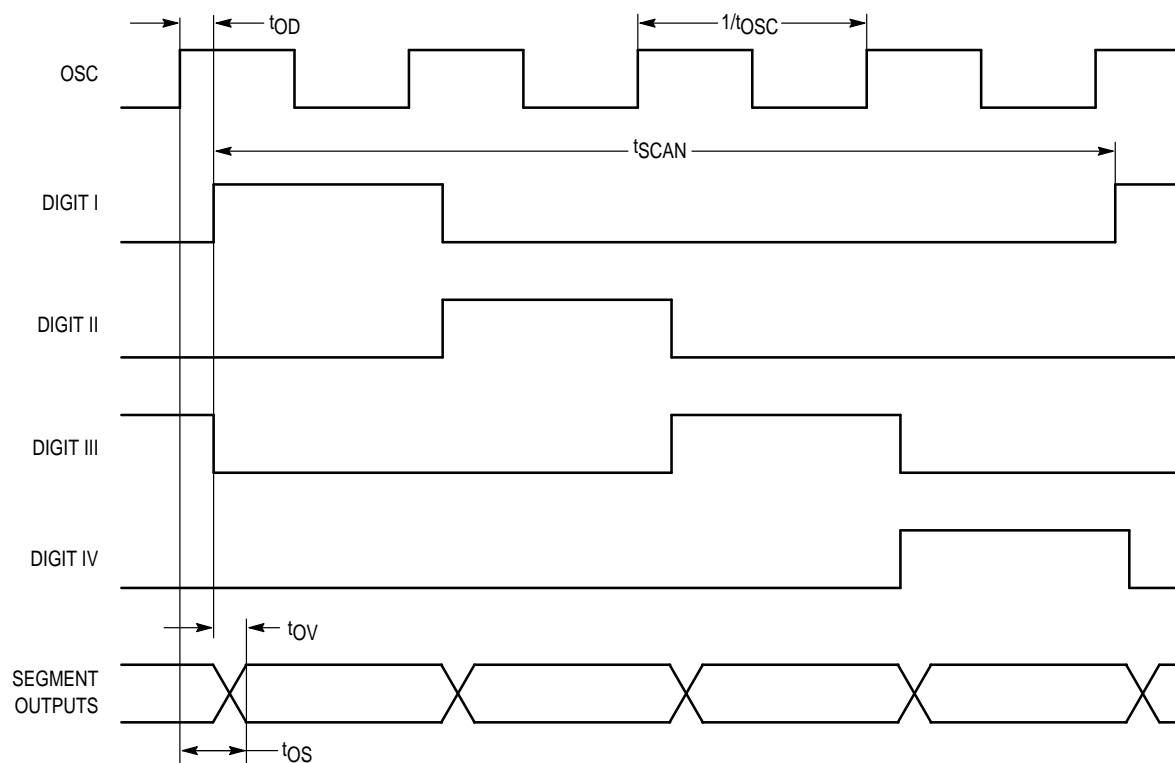 tOD
1/tOSC
OSC
tSCAN
DIGIT I
DIGIT II
DIGIT III
DIGIT IV
tOV
SEGMENT
OUTPUTS
tOS